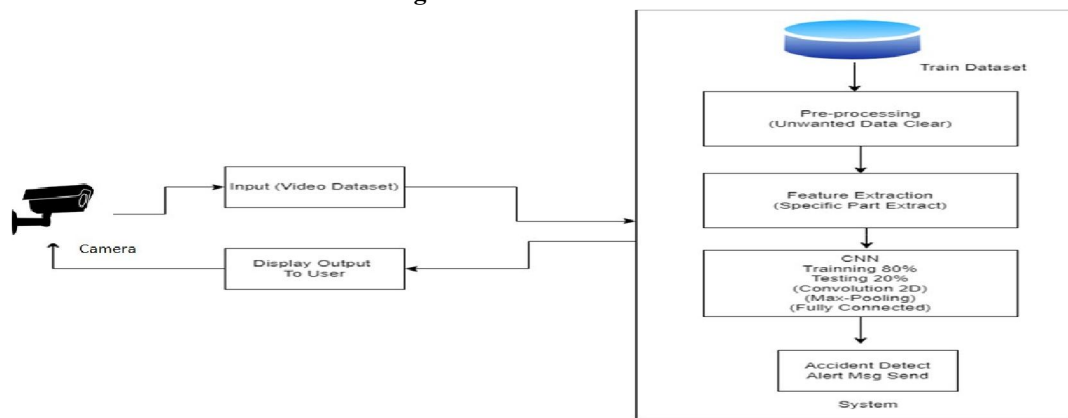 Train Dataset
Pre-processing
(Unwanted Data Clear)
Input (Video Dataset)
Feature Extraction
(Specific Part Extract)
Camera
Display Output
To User
CNN
Trainning 80%
Testing 20%
(Convolution 2D)
(Max-Pooling)
(Fully Connected)
Accident Detect
Alert Msg Send
System